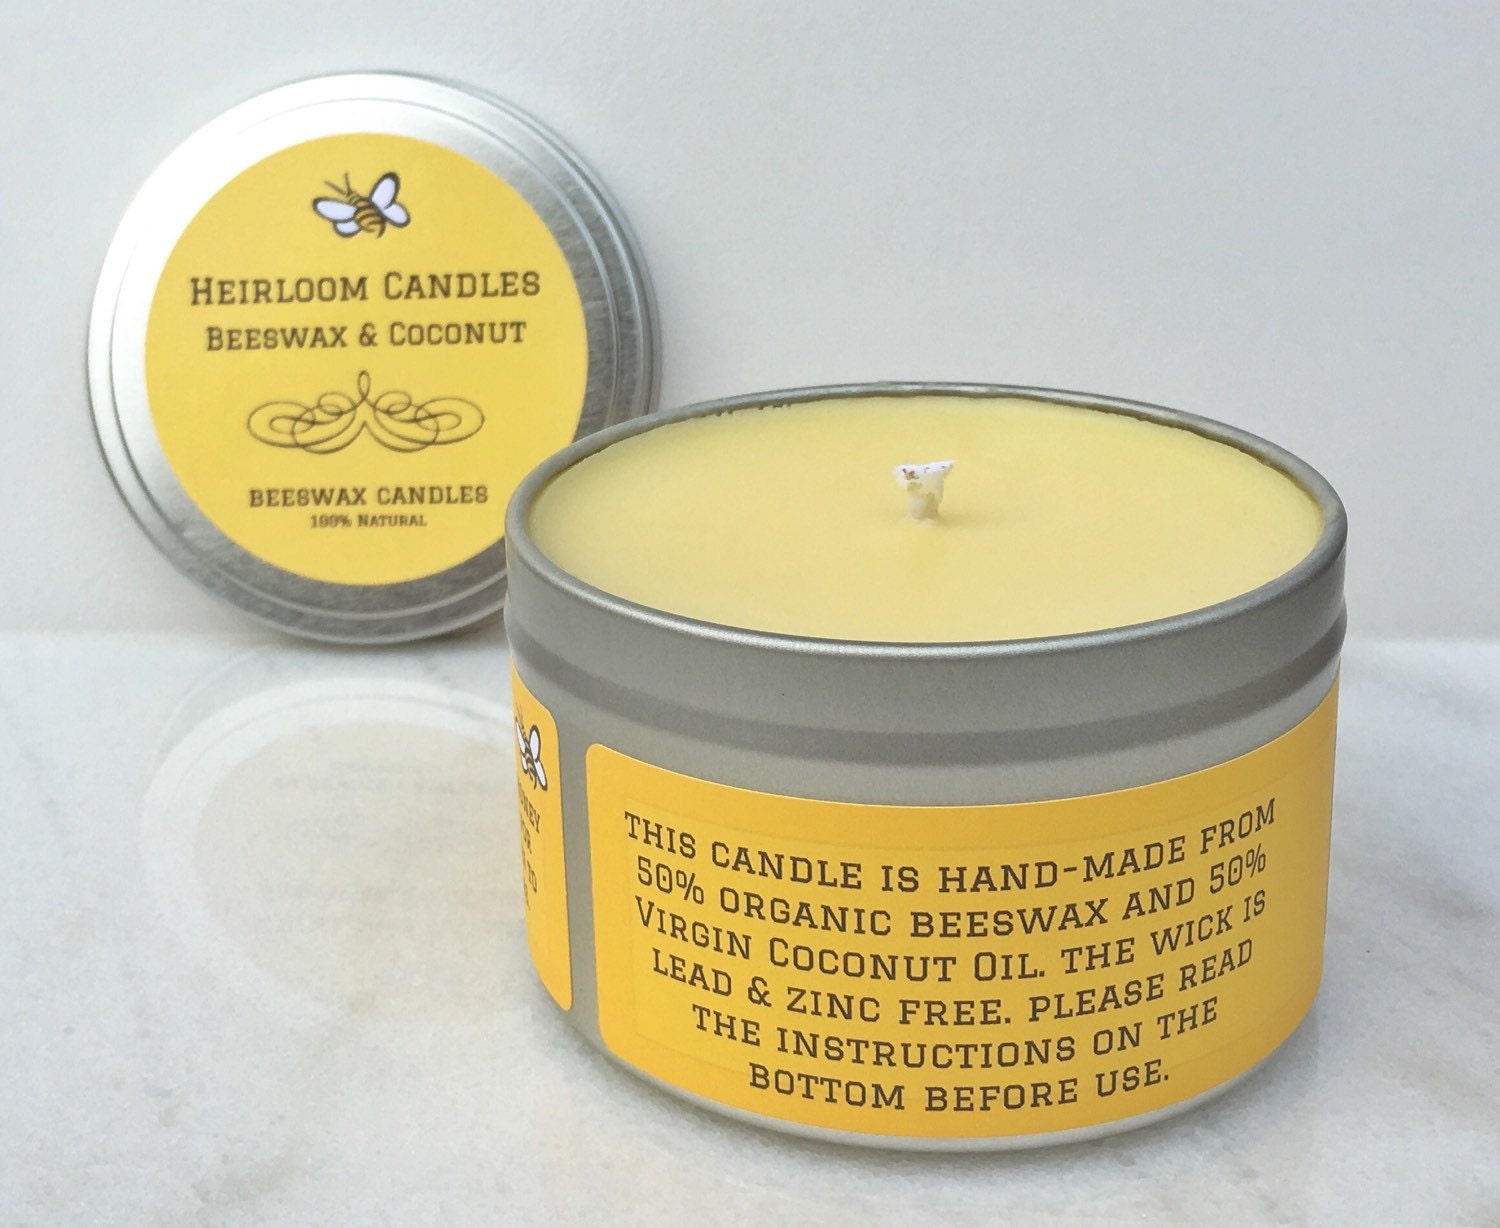 Heirloom Candles
Beeswax & Coconut
BEESWAX CANDLES
100% Natural
THIS CANDLE IS HAND-MADE FROM
50% ORGANIC BEESWAX AND 50%
VIRGIN COCONUT OIL. THE WICK IS
LEAD & ZINC FREE. PLEASE READ
THE INSTRUCTIONS ON THE
BOTTOM BEFORE USE.
TO